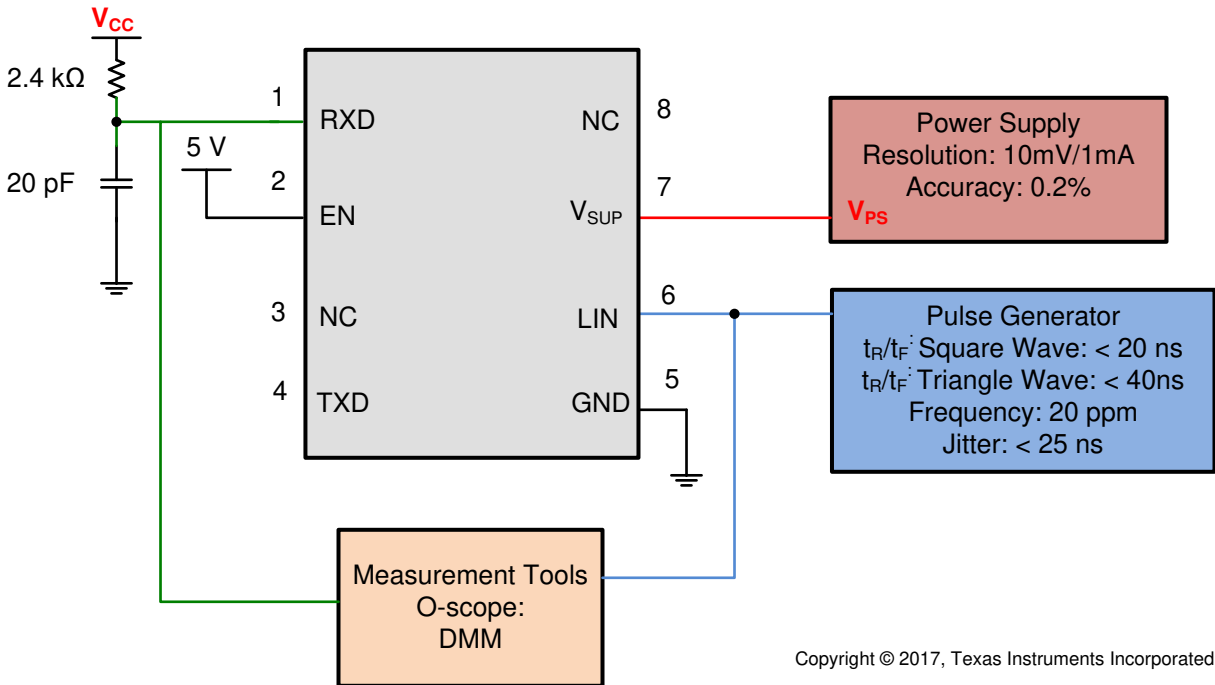 VCC
2.4 kΩ
20 pF
5 V
1
RXD
2
EN
3
NC
4
TXD
8
NC
7
VSUP
6
LIN
5
GND
Power Supply
Resolution: 10mV/1mA
Accuracy: 0.2%
VPS
Pulse Generator
tR/tF: Square Wave: < 20 ns
tR/tF: Triangle Wave: < 40ns
Frequency: 20 ppm
Jitter: < 25 ns
Measurement Tools
O-scope:
DMM
Copyright © 2017, Texas Instruments Incorporated